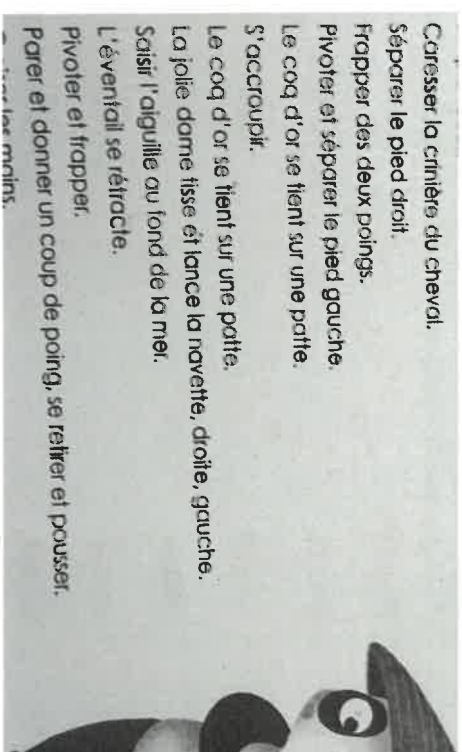 Caresser la crinière du cheval.
Séparer le pied droit.
Frapper des deux poings.
Pivoter et séparer le pied gauche.
Le coq d'or se tient sur une patte.
S'accroupir.
Le coq d'or se tient sur une patte.
La jolie dame tisse et lance la navette, droite, gauche.
Saisir l'aiguille au fond de la mer.
L'éventail se rétracte.
Pivoter et frapper.
Parer et donner un coup de poing, se retirer et pousser.
les mains.